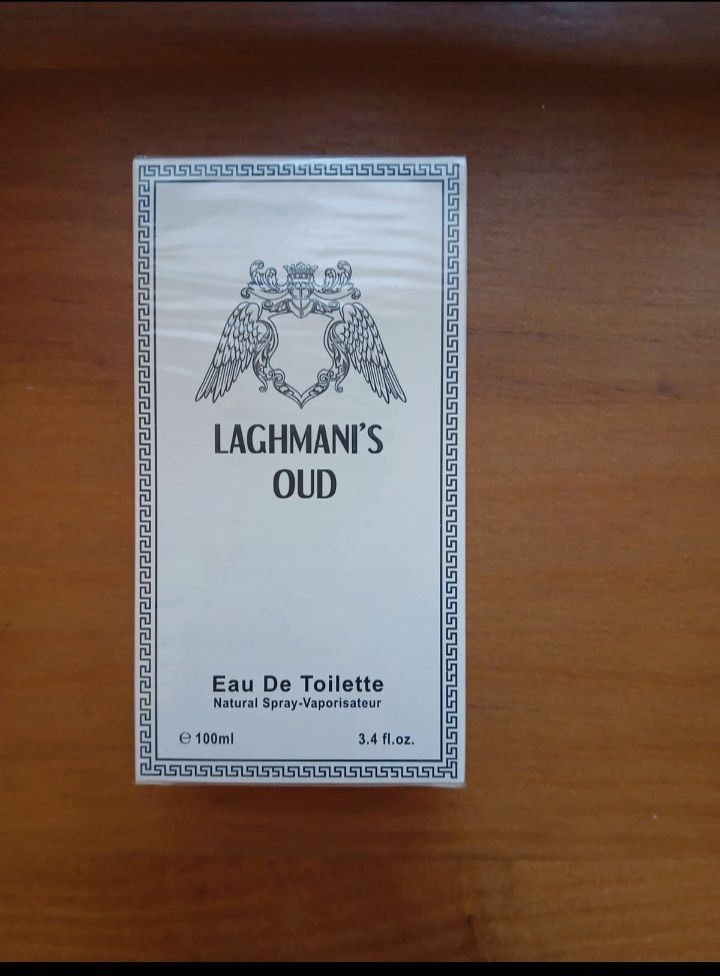 LAGHMANI'S
OUD
Eau De Toilette
Natural Spray-Vaporisateur
℮ 100ml 3.4 fl.oz.